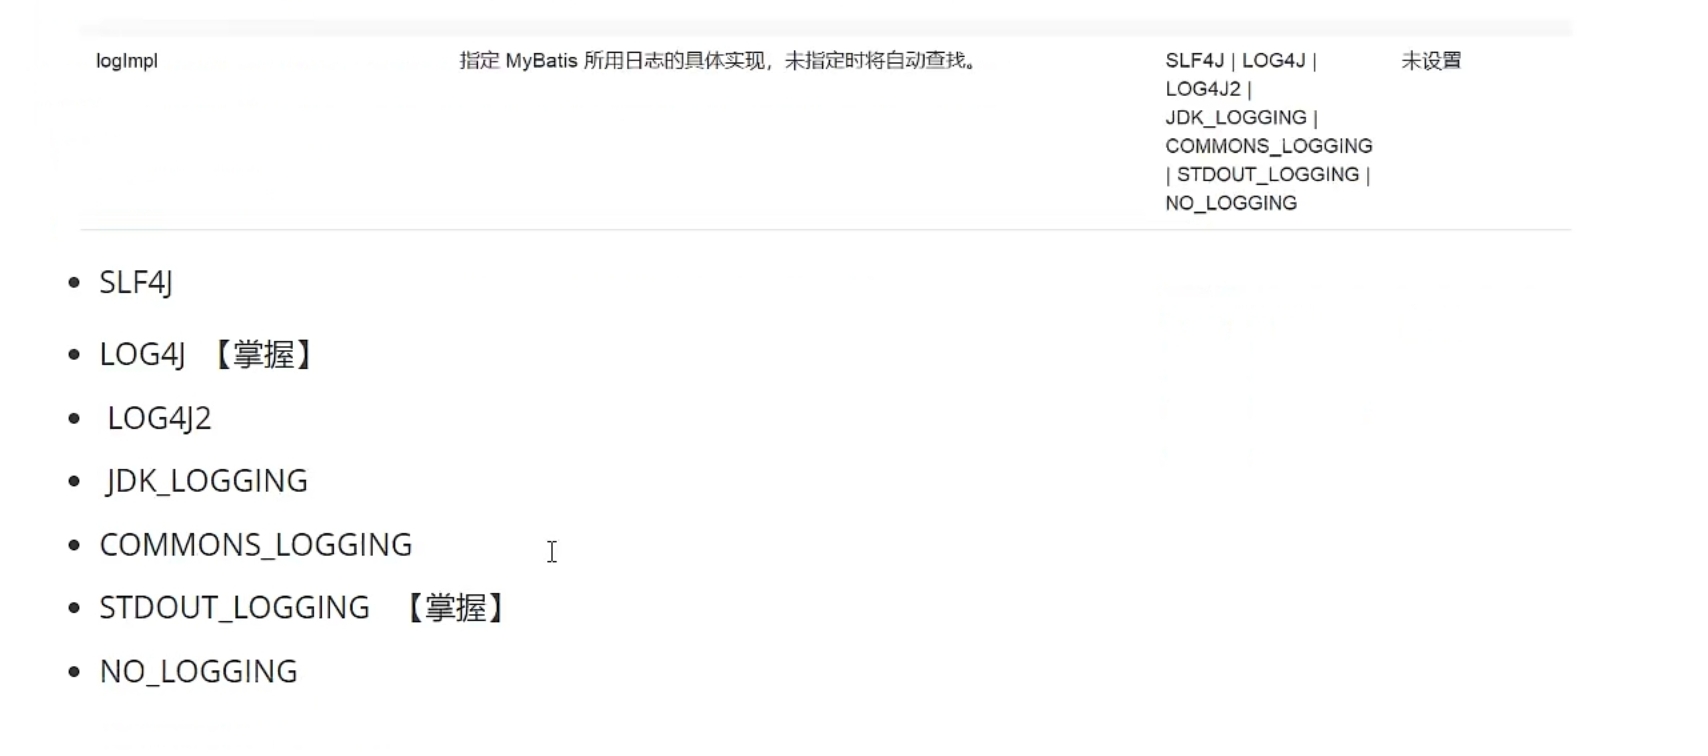 logImpl 指定 MyBatis 所用日志的具体实现，未指定时将自动查找。 SLF4J | LOG4J | 未设置
LOG4J2 |
JDK_LOGGING |
COMMONS_LOGGING
| STDOUT_LOGGING |
NO_LOGGING
• SLF4J
• LOG4J 【掌握】
• LOG4J2
• JDK_LOGGING
• COMMONS_LOGGING
• STDOUT_LOGGING 【掌握】
• NO_LOGGING